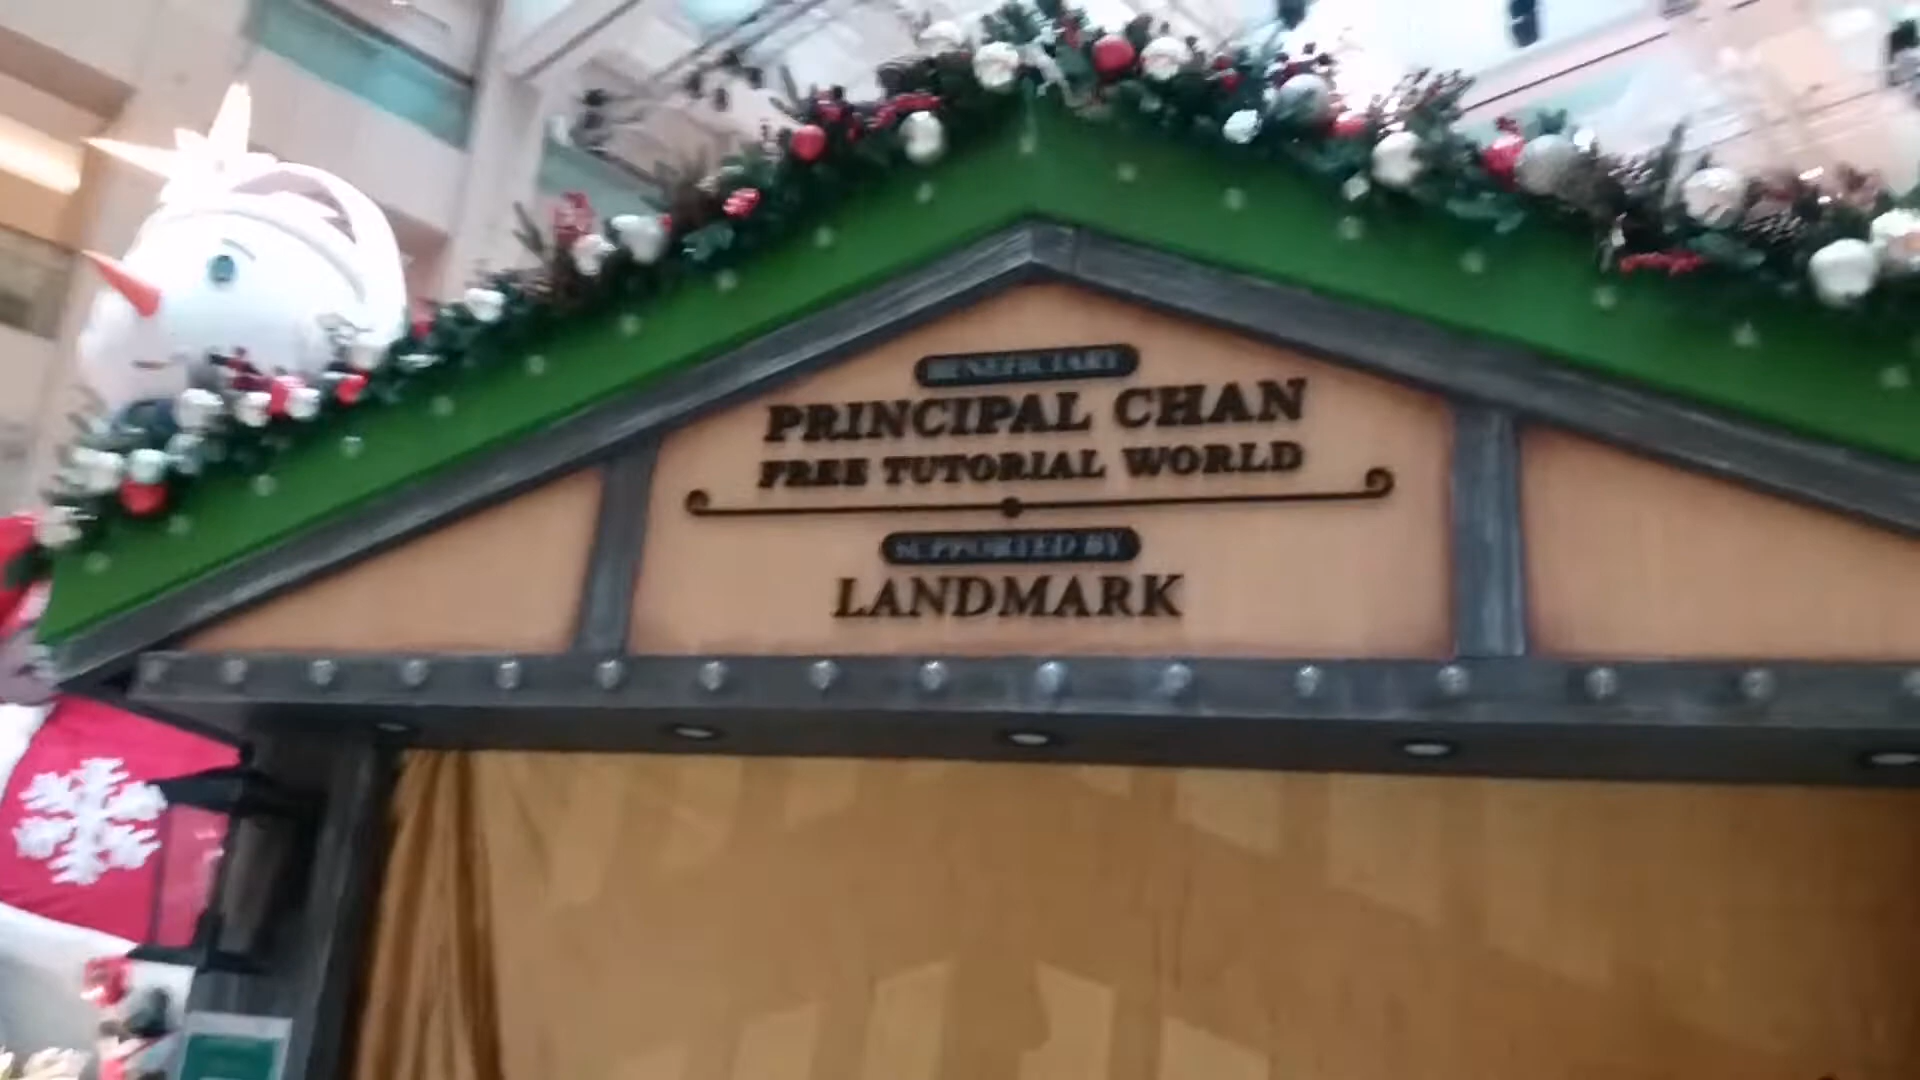 BENEFICIARY
PRINCIPAL CHAN
FREE TUTORIAL WORLD
SUPPORTED BY
LANDMARK